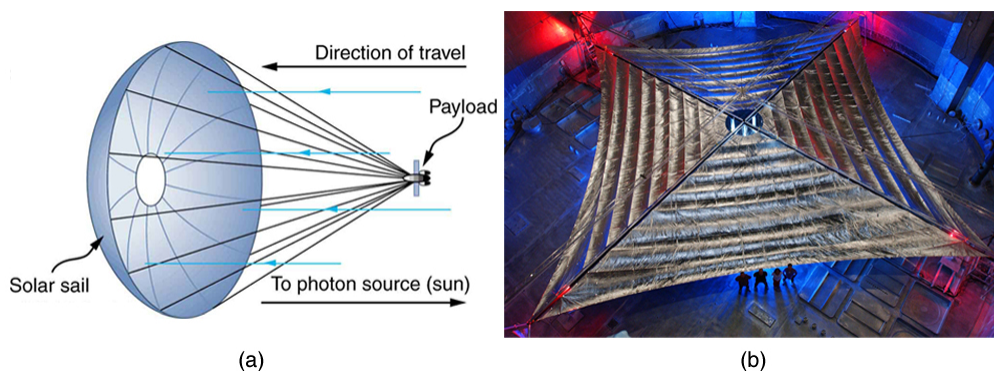 Direction of travel
Payload
Solar sail
To photon source (sun)
(a)
(b)